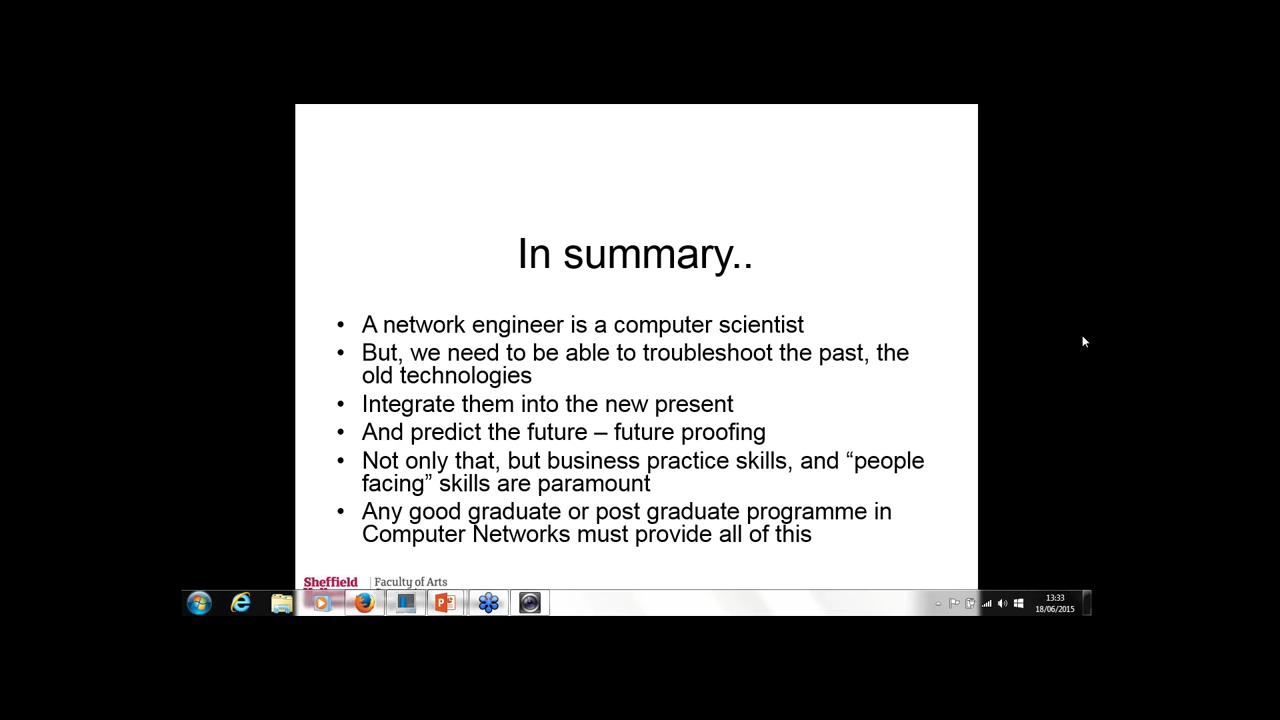 In summary..
• A network engineer is a computer scientist
• But, we need to be able to troubleshoot the past, the
old technologies
• Integrate them into the new present
• And predict the future – future proofing
• Not only that, but business practice skills, and “people
facing” skills are paramount
• Any good graduate or post graduate programme in
Computer Networks must provide all of this
Sheffield
Faculty of Arts
13:33
18/06/2015